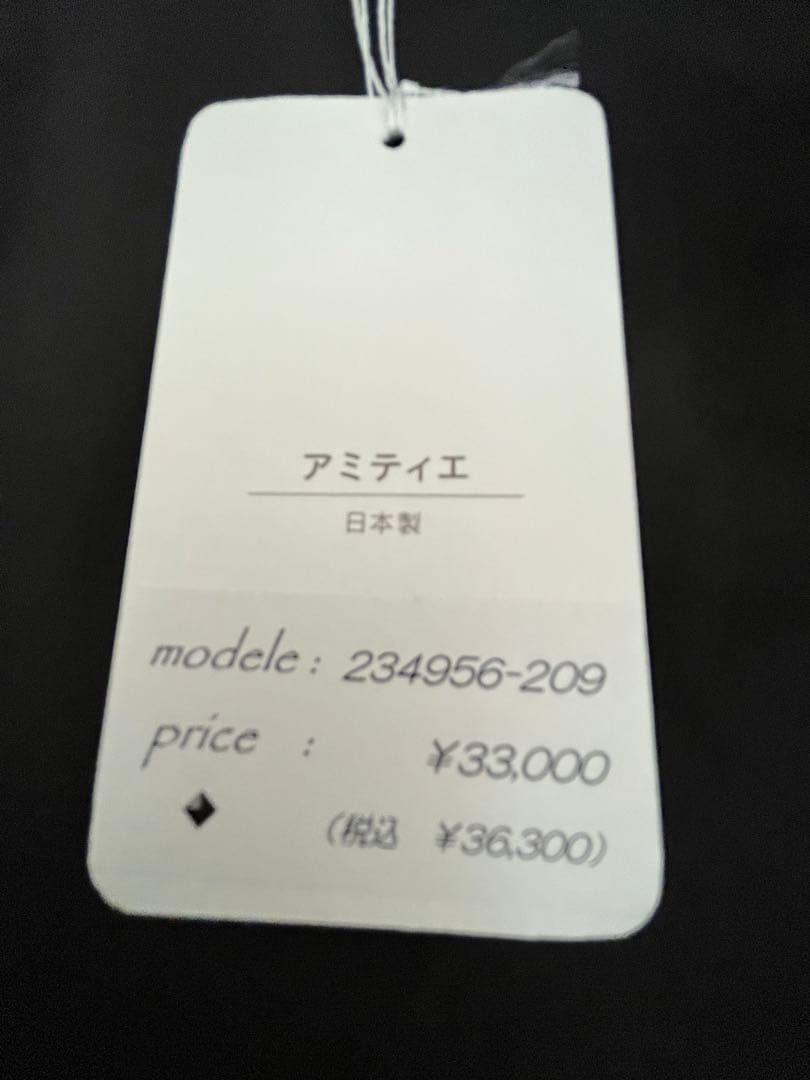 アミティエ
日本製
modele: 234956-209
price : ¥33,000
(税込 ¥36,300)